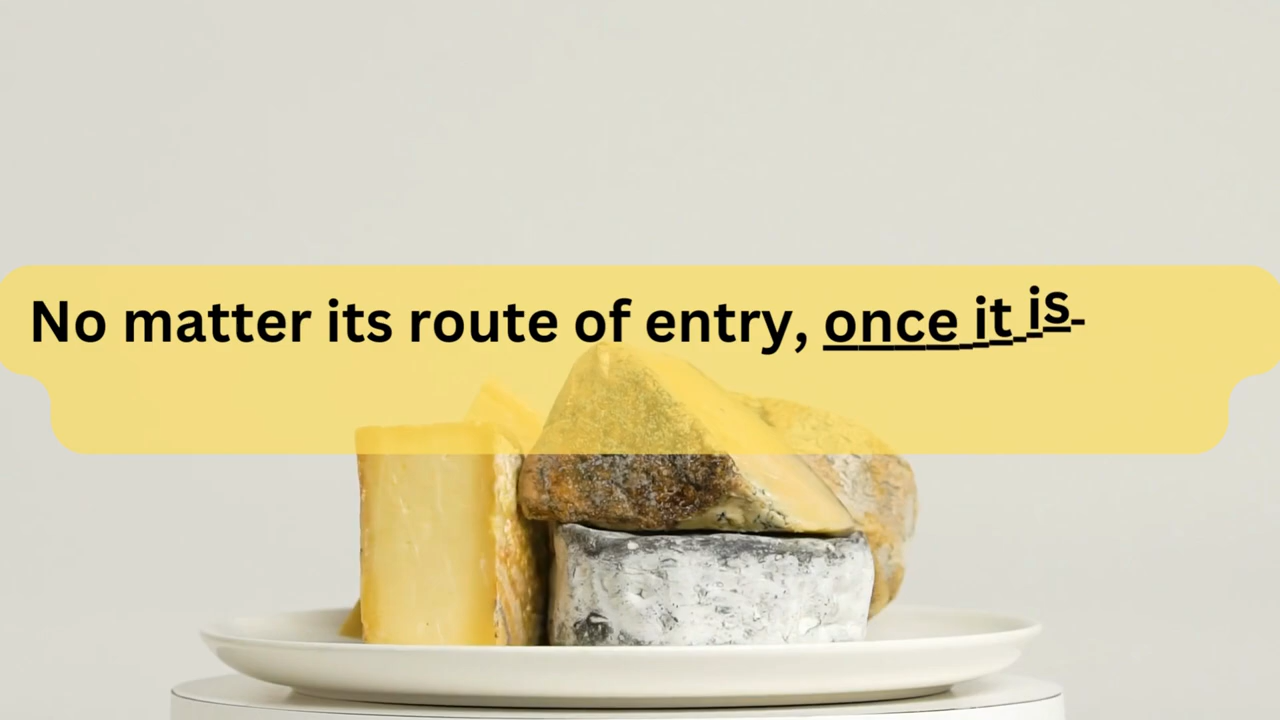 No matter its route of entry, once it is